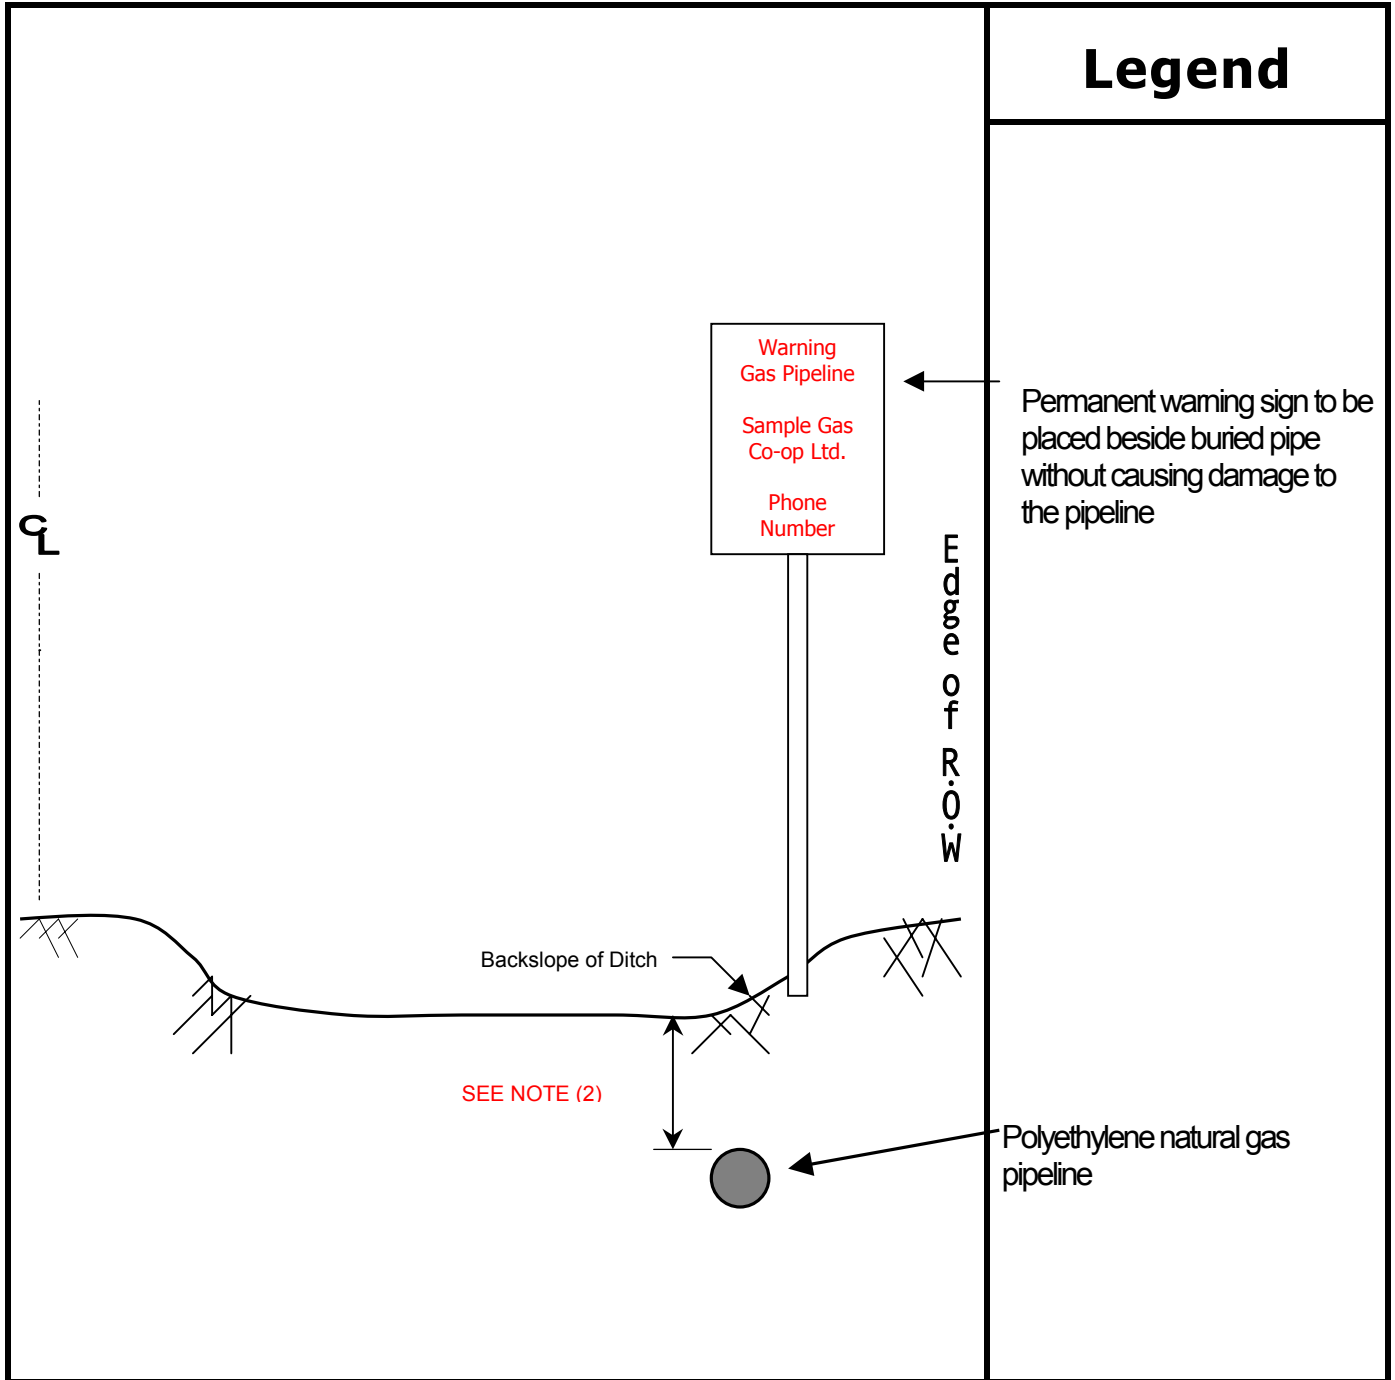 Legend
Warning
Gas Pipeline
Sample Gas
Co-op Ltd.
Phone
Number
Permanent warning sign to be
placed beside buried pipe
without causing damage to
the pipeline
CL
Edge of R.O.W
Backslope of Ditch
SEE NOTE (2)
Polyethylene natural gas
pipeline